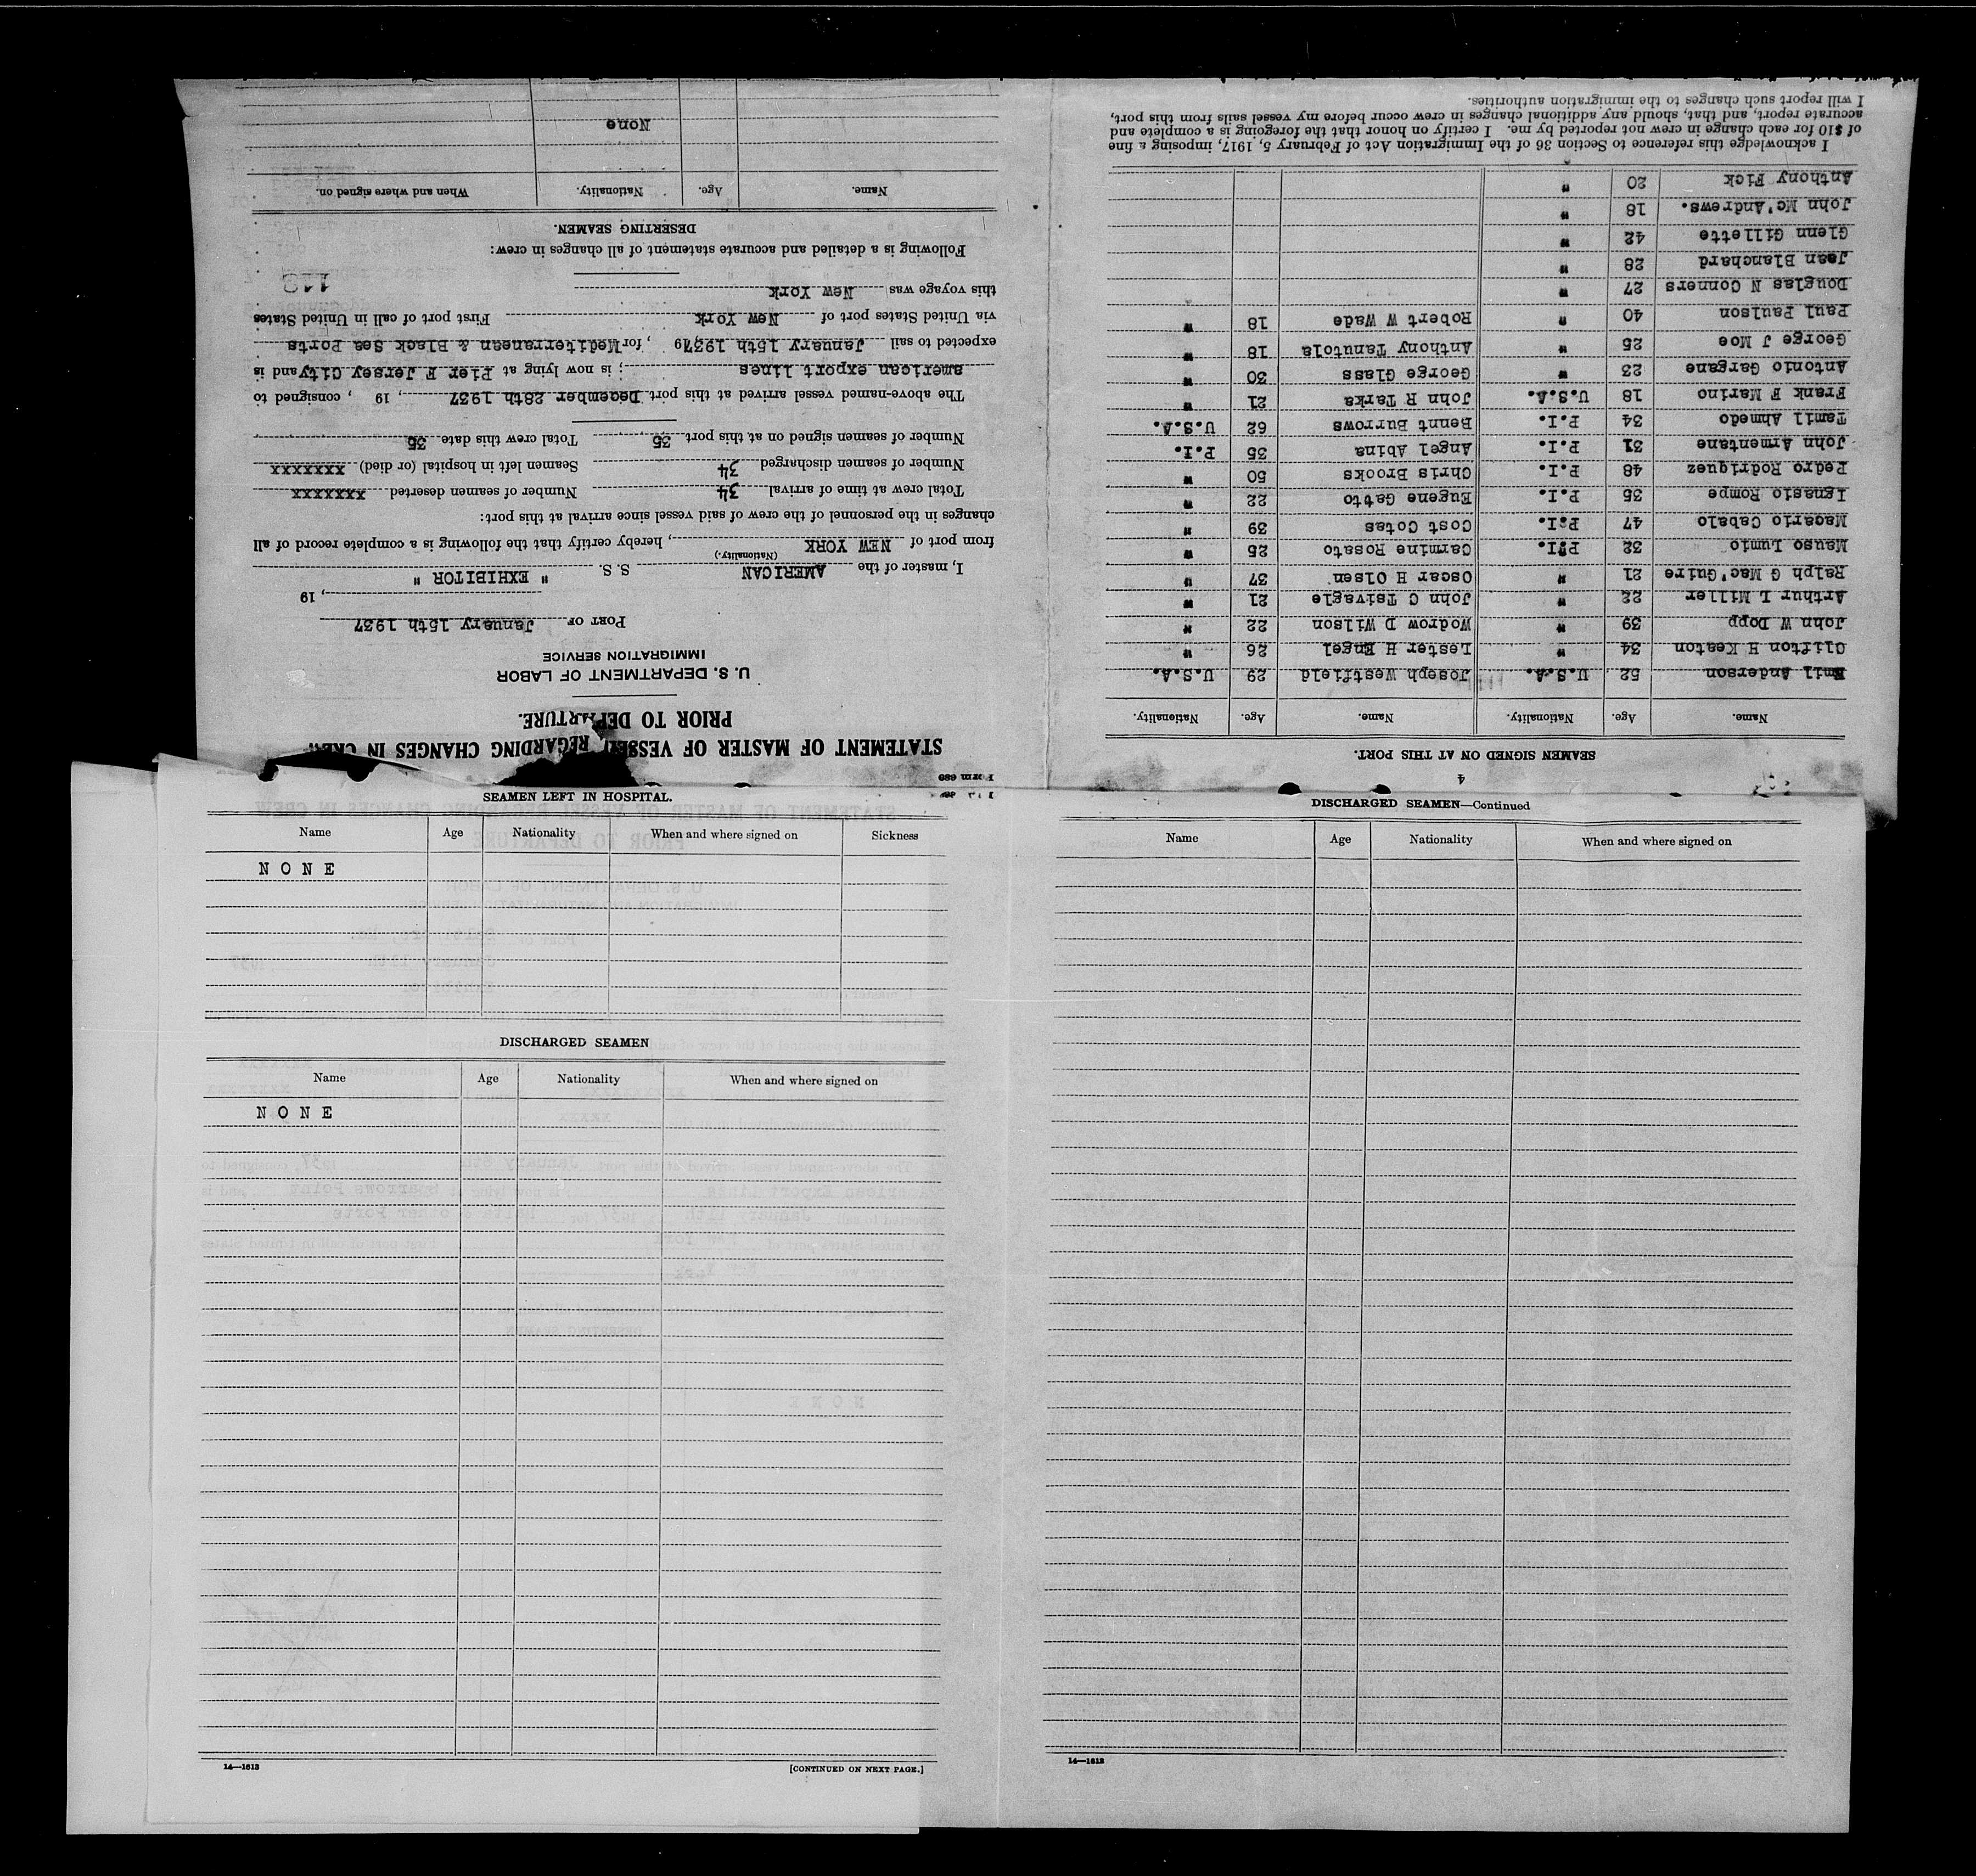 Form 689
STATEMENT OF MASTER OF VESSEL REGARDING CHANGES IN CREW
PRIOR TO DEPARTURE.
U. S. DEPARTMENT OF LABOR
IMMIGRATION SERVICE
PORT OF January 15th 1937
, 19
I, master of the AMERICAN S. S. " EXHIBITOR "
(Nationality.)
from port of NEW YORK, hereby certify that the following is a complete record of all
changes in the personnel of the crew of said vessel since arrival at this port:
Total crew at time of arrival 34 Number of seamen deserted xxxxxxx
Number of seamen discharged 34 Seamen left in hospital (or died) xxxxxxx
Number of seamen signed on at this port 36 Total crew this date 36
The above-named vessel arrived at this port December 28th 1937, 19 , consigned to
american export lines; is now lying at Pier F Jersey City and is
expected to sail January 15th 1937 19 , for Mediterranean & Black Sea Ports
via United States port of New York First port of call in United States
this voyage was New York
113
Following is a detailed and accurate statement of all changes in crew:
DESERTING SEAMEN.
Name. Age. Nationality. When and where signed on.
None
4
SEAMEN SIGNED ON AT THIS PORT.
Name. Age. Nationality. Name. Age. Nationality.
Emil Anderson 52 U.S.A. Joseph Westfield 29 U.S.A.
Clifton H Keaton 34 " Lester H Engel 26 "
John W Dopp 39 " Wodrow D Wilson 22 "
Arthur L Miller 22 " John C Tsivagle 21 "
Ralph G Mac'Guire 21 " Oscar H Olsen 37 "
Mauso Lumio 32 P.I. Carmine Rosato 25 "
Macario Cabalo 47 P.I. Cost Cotas 39 "
Ignasio Rompe 35 P.I. Eugene Gatto 22 "
Pedro Rodriquez 48 P.I. Chris Brooks 50 "
John Armentane 31 P.I. Angel Abina 35 P.I.
Tamil Ahmedo 34 P.I. Bennt Burrows 62 U.S.A.
Frank F Marino 18 U.S.A. John R Tarka 21 "
Antonio Gargane 23 " George Glass 30 "
George J Moe 25 " Anthony Tanutola 18 "
Paul Paulson 40 " Robert W Wade 18 "
Douglas N Conners 27 "
Jean Blanchard 28 "
Glenn Gillette 42 "
John Mc'Andrews. 18 "
Anthony Fick 20 "
I acknowledge this reference to Section 36 of the Immigration Act of February 5, 1917, imposing a fine
of $10 for each change in crew not reported by me. I certify on honor that the foregoing is a complete and
accurate report, and that, should any additional changes in crew occur before my vessel sails from this port,
I will report such changes to the immigration authorities.
SEAMEN LEFT IN HOSPITAL.
Name Age Nationality When and where signed on Sickness
N O N E
DISCHARGED SEAMEN
Name Age Nationality When and where signed on
N O N E
14—1613
[CONTINUED ON NEXT PAGE.]
DISCHARGED SEAMEN—Continued
Name Age Nationality When and where signed on
14—1613